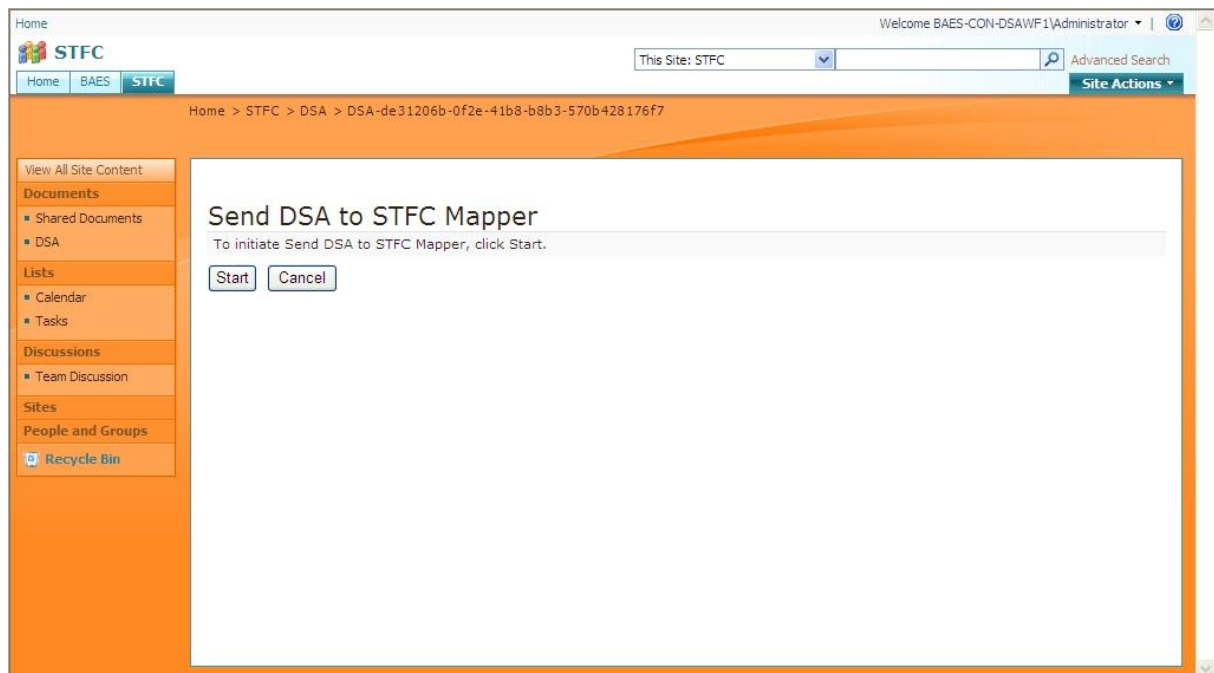 Home
Welcome BAES-CON-DSAWF1\Administrator |
STFC
This Site: STFC
Advanced Search
Home BAES STFC
Site Actions
Home > STFC > DSA > DSA-de31206b-0f2e-41b8-b8b3-570b428176f7
View All Site Content
Documents
Shared Documents
DSA
Lists
Calendar
Tasks
Discussions
Team Discussion
Sites
People and Groups
Recycle Bin
Send DSA to STFC Mapper
To initiate Send DSA to STFC Mapper, click Start.
Start Cancel